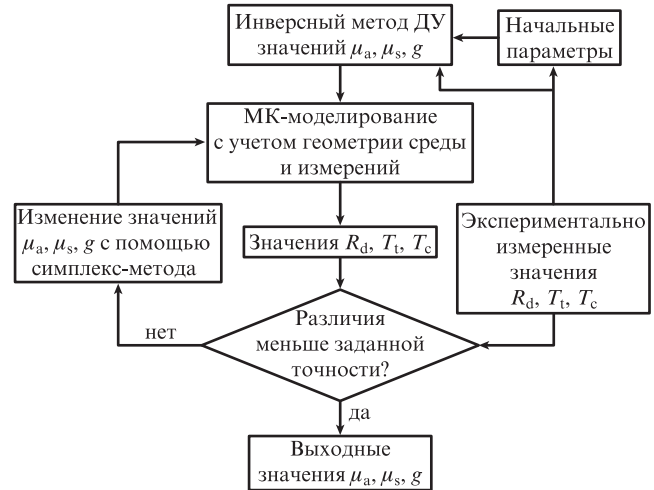 Инверсный метод ДУ
значений μa, μs, g
Начальные
параметры
МК-моделирование
с учетом геометрии среды
и измерений
Изменение значений
μa, μs, g с помощью
симплекс-метода
Значения Rd, Tt, Tc
Экспериментально
измеренные
значения
Rd, Tt, Tc
Различия
меньше заданной
точности?
нет
да
Выходные
значения μa, μs, g